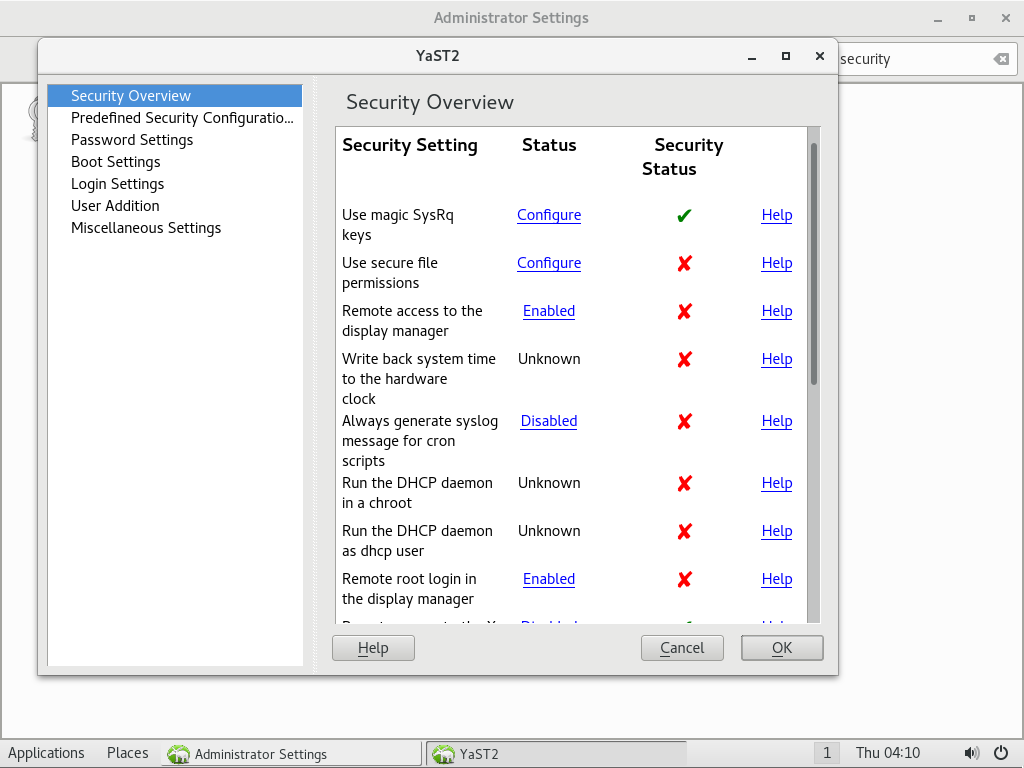 Administrator Settings
YaST2
security
Security Overview
Predefined Security Configuratio...
Password Settings
Boot Settings
Login Settings
User Addition
Miscellaneous Settings
Security Overview
Security Setting Status Security
Status
Use magic SysRq Configure ✔ Help
keys
Use secure file Configure ✘ Help
permissions
Remote access to the Enabled ✘ Help
display manager
Write back system time Unknown ✘ Help
to the hardware
clock
Always generate syslog Disabled ✘ Help
message for cron
scripts
Run the DHCP daemon Unknown ✘ Help
in a chroot
Run the DHCP daemon Unknown ✘ Help
as dhcp user
Remote root login in Enabled ✘ Help
the display manager
Help Cancel OK
Applications Places Administrator Settings YaST2 1 Thu 04:10